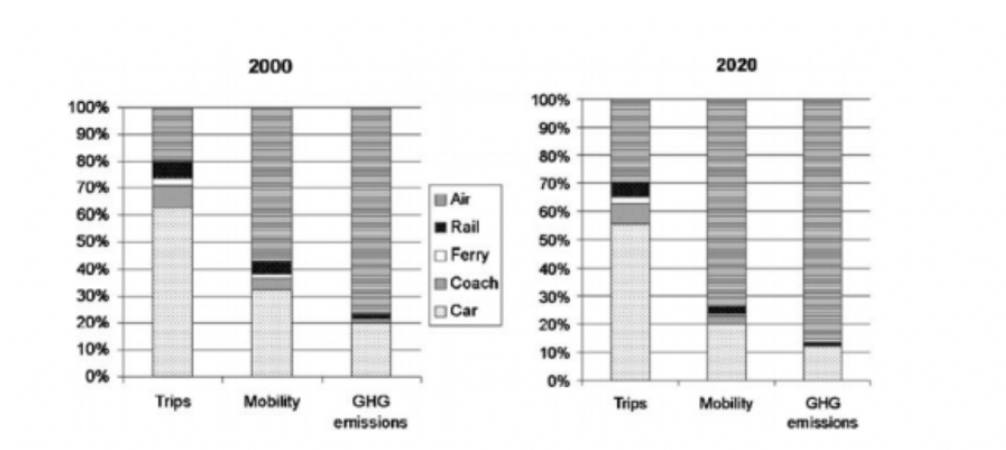 2000
100%
90%
80%
70%
60%
50%
40%
30%
20%
10%
0%
Trips
Mobility
GHG
emissions
Air
Rail
Ferry
Coach
Car
2020
100%
90%
80%
70%
60%
50%
40%
30%
20%
10%
0%
Trips
Mobility
GHG
emissions